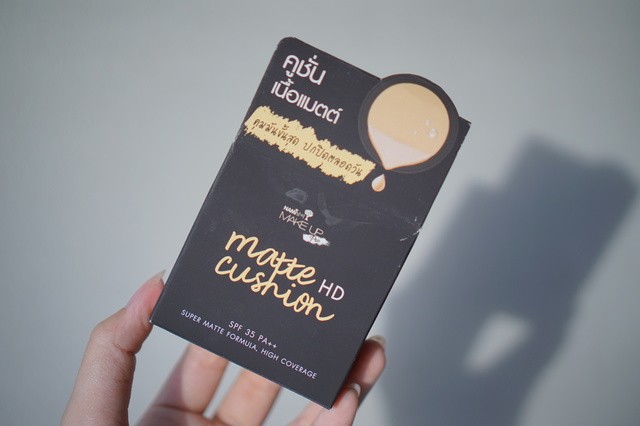 คูชั่น
เนื้อแมตต์
คุมมันขั้นสุด ปกปิดตลอดวัน
MAKE UP
matte
cushion HD
SPF 35 PA++
SUPER MATTE FORMULA, HIGH COVERAGE